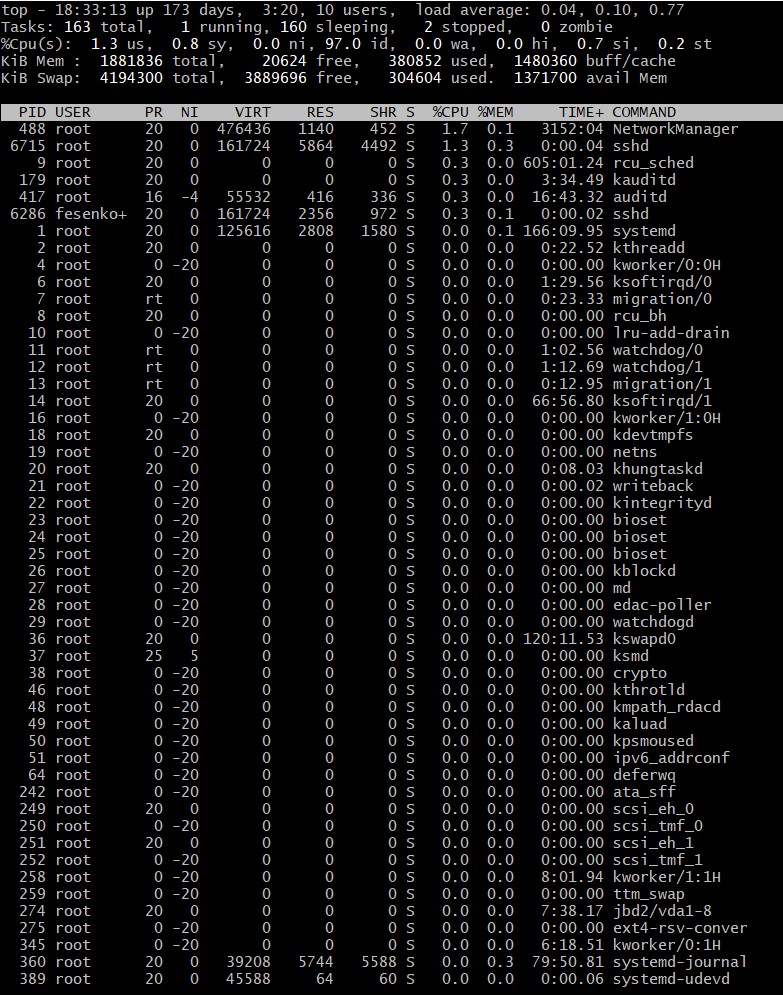 top - 18:33:13 up 173 days,  3:20, 10 users,  load average: 0.04, 0.10, 0.77
Tasks: 163 total,   1 running, 160 sleeping,   2 stopped,   0 zombie
%Cpu(s):  1.3 us,  0.8 sy,  0.0 ni, 97.0 id,  0.0 wa,  0.0 hi,  0.7 si,  0.2 st
KiB Mem :  1881836 total,    20624 free,   380852 used,  1480360 buff/cache
KiB Swap:  4194300 total,  3889696 free,   304604 used.  1371700 avail Mem
  PID USER      PR  NI    VIRT    RES    SHR S  %CPU %MEM     TIME+ COMMAND
  488 root      20   0  476436   1140    452 S   1.7  0.1   3152:04 NetworkManager
 6715 root      20   0  161724   5864   4492 S   1.3  0.3   0:00.04 sshd
    9 root      20   0       0      0      0 S   0.3  0.0 605:01.24 rcu_sched
  179 root      20   0       0      0      0 S   0.3  0.0   3:34.49 kauditd
  417 root      16  -4   55532    416    336 S   0.3  0.0  16:43.32 auditd
 6286 fesenko+  20   0  161724   2356    972 S   0.3  0.1   0:00.02 sshd
    1 root      20   0  125616   2808   1580 S   0.0  0.1 166:09.95 systemd
    2 root      20   0       0      0      0 S   0.0  0.0   0:22.52 kthreadd
    4 root       0 -20       0      0      0 S   0.0  0.0   0:00.00 kworker/0:0H
    6 root      20   0       0      0      0 S   0.0  0.0   1:29.56 ksoftirqd/0
    7 root      rt   0       0      0      0 S   0.0  0.0   0:23.33 migration/0
    8 root      20   0       0      0      0 S   0.0  0.0   0:00.00 rcu_bh
   10 root       0 -20       0      0      0 S   0.0  0.0   0:00.00 lru-add-drain
   11 root      rt   0       0      0      0 S   0.0  0.0   1:02.56 watchdog/0
   12 root      rt   0       0      0      0 S   0.0  0.0   1:12.69 watchdog/1
   13 root      rt   0       0      0      0 S   0.0  0.0   0:12.95 migration/1
   14 root      20   0       0      0      0 S   0.0  0.0  66:56.80 ksoftirqd/1
   16 root       0 -20       0      0      0 S   0.0  0.0   0:00.00 kworker/1:0H
   18 root      20   0       0      0      0 S   0.0  0.0   0:00.00 kdevtmpfs
   19 root       0 -20       0      0      0 S   0.0  0.0   0:00.00 netns
   20 root      20   0       0      0      0 S   0.0  0.0   0:08.03 khungtaskd
   21 root       0 -20       0      0      0 S   0.0  0.0   0:00.02 writeback
   22 root       0 -20       0      0      0 S   0.0  0.0   0:00.00 kintegrityd
   23 root       0 -20       0      0      0 S   0.0  0.0   0:00.00 bioset
   24 root       0 -20       0      0      0 S   0.0  0.0   0:00.00 bioset
   25 root       0 -20       0      0      0 S   0.0  0.0   0:00.00 bioset
   26 root       0 -20       0      0      0 S   0.0  0.0   0:00.00 kblockd
   27 root       0 -20       0      0      0 S   0.0  0.0   0:00.00 md
   28 root       0 -20       0      0      0 S   0.0  0.0   0:00.00 edac-poller
   29 root       0 -20       0      0      0 S   0.0  0.0   0:00.00 watchdogd
   36 root      20   0       0      0      0 S   0.0  0.0 120:11.53 kswapd0
   37 root      25   5       0      0      0 S   0.0  0.0   0:00.00 ksmd
   38 root       0 -20       0      0      0 S   0.0  0.0   0:00.00 crypto
   46 root       0 -20       0      0      0 S   0.0  0.0   0:00.00 kthrotld
   48 root       0 -20       0      0      0 S   0.0  0.0   0:00.00 kmpath_rdacd
   49 root       0 -20       0      0      0 S   0.0  0.0   0:00.00 kaluad
   50 root       0 -20       0      0      0 S   0.0  0.0   0:00.00 kpsmoused
   51 root       0 -20       0      0      0 S   0.0  0.0   0:00.00 ipv6_addrconf
   64 root       0 -20       0      0      0 S   0.0  0.0   0:00.00 deferwq
  242 root       0 -20       0      0      0 S   0.0  0.0   0:00.00 ata_sff
  249 root      20   0       0      0      0 S   0.0  0.0   0:00.00 scsi_eh_0
  250 root       0 -20       0      0      0 S   0.0  0.0   0:00.00 scsi_tmf_0
  251 root      20   0       0      0      0 S   0.0  0.0   0:00.00 scsi_eh_1
  252 root       0 -20       0      0      0 S   0.0  0.0   0:00.00 scsi_tmf_1
  258 root       0 -20       0      0      0 S   0.0  0.0   8:01.94 kworker/1:1H
  259 root       0 -20       0      0      0 S   0.0  0.0   0:00.00 ttm_swap
  274 root      20   0       0      0      0 S   0.0  0.0   7:38.17 jbd2/vda1-8
  275 root       0 -20       0      0      0 S   0.0  0.0   0:00.00 ext4-rsv-conver
  345 root       0 -20       0      0      0 S   0.0  0.0   6:18.51 kworker/0:1H
  360 root      20   0   39208   5744   5588 S   0.0  0.3  79:50.81 systemd-journal
  389 root      20   0   45588     64     60 S   0.0  0.0   0:00.06 systemd-udevd